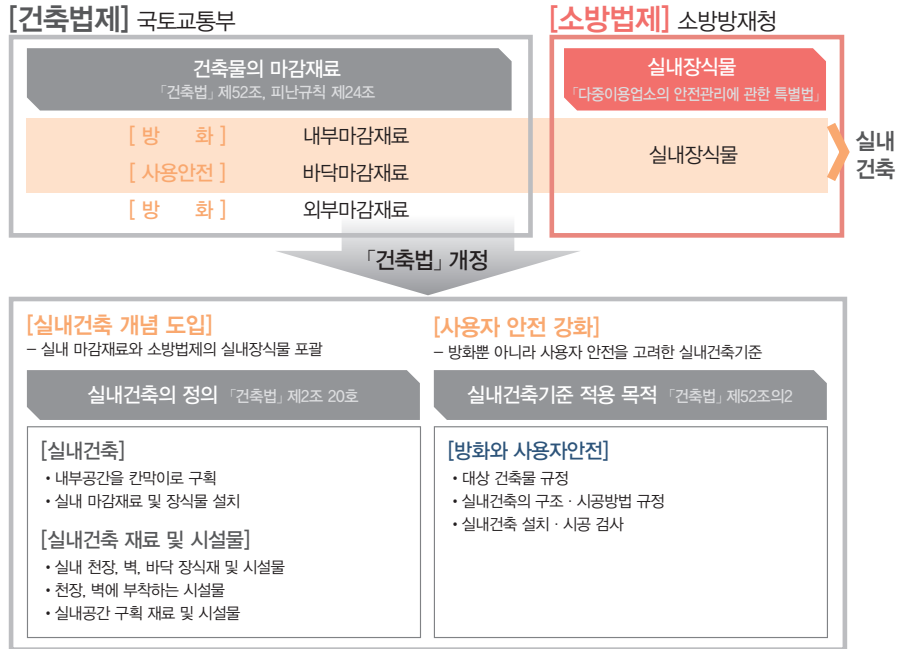 [건축법제] 국토교통부
건축물의 마감재료
「건축법」제52조, 피난규칙 제24조
[ 방 화 ] 내부마감재료
[ 사용안전 ] 바닥마감재료
[ 방 화 ] 외부마감재료
[소방법제] 소방방재청
실내장식물
「다중이용업소의 안전관리에 관한 특별법」
실내장식물
실내
건축
「건축법」 개정
[실내건축 개념 도입]
– 실내 마감재료와 소방법제의 실내장식물 포괄
실내건축의 정의 「건축법」 제2조 20호
[실내건축]
• 내부공간을 칸막이로 구획
• 실내 마감재료 및 장식물 설치
[실내건축 재료 및 시설물]
• 실내 천장, 벽, 바닥 장식재 및 시설물
• 천장, 벽에 부착하는 시설물
• 실내공간 구획 재료 및 시설물
[사용자 안전 강화]
– 방화뿐 아니라 사용자 안전을 고려한 실내건축기준
실내건축기준 적용 목적 「건축법」 제52조의2
[방화와 사용자안전]
• 대상 건축물 규정
• 실내건축의 구조 · 시공방법 규정
• 실내건축 설치 · 시공 검사